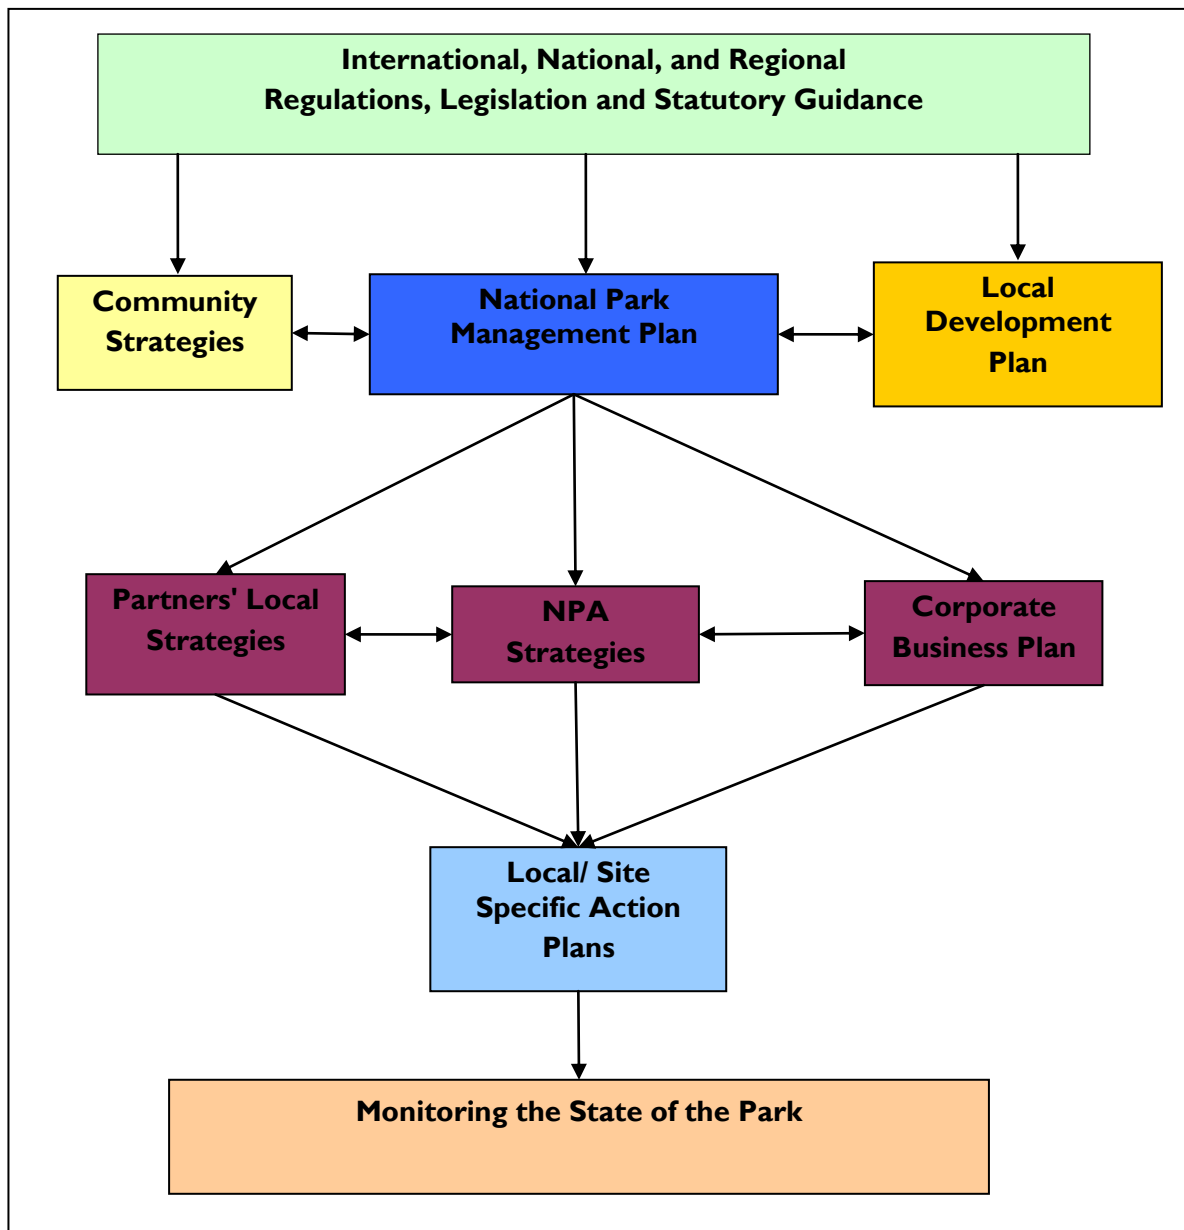 International, National, and Regional
Regulations, Legislation and Statutory Guidance
Community
Strategies
National Park
Management Plan
Local
Development
Plan
Partners' Local
Strategies
NPA
Strategies
Corporate
Business Plan
Local/ Site
Specific Action
Plans
Monitoring the State of the Park